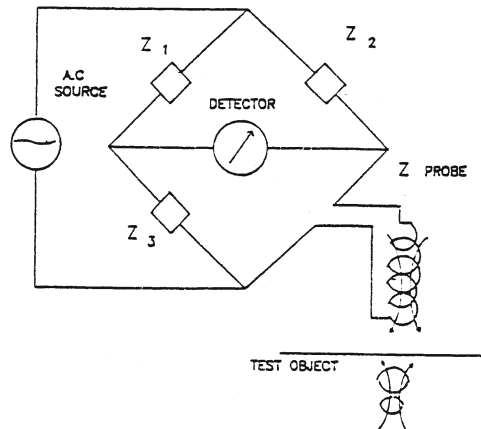 Z 1
Z 2
A.C
SOURCE
DETECTOR
Z PROBE
Z 3
TEST OBJECT